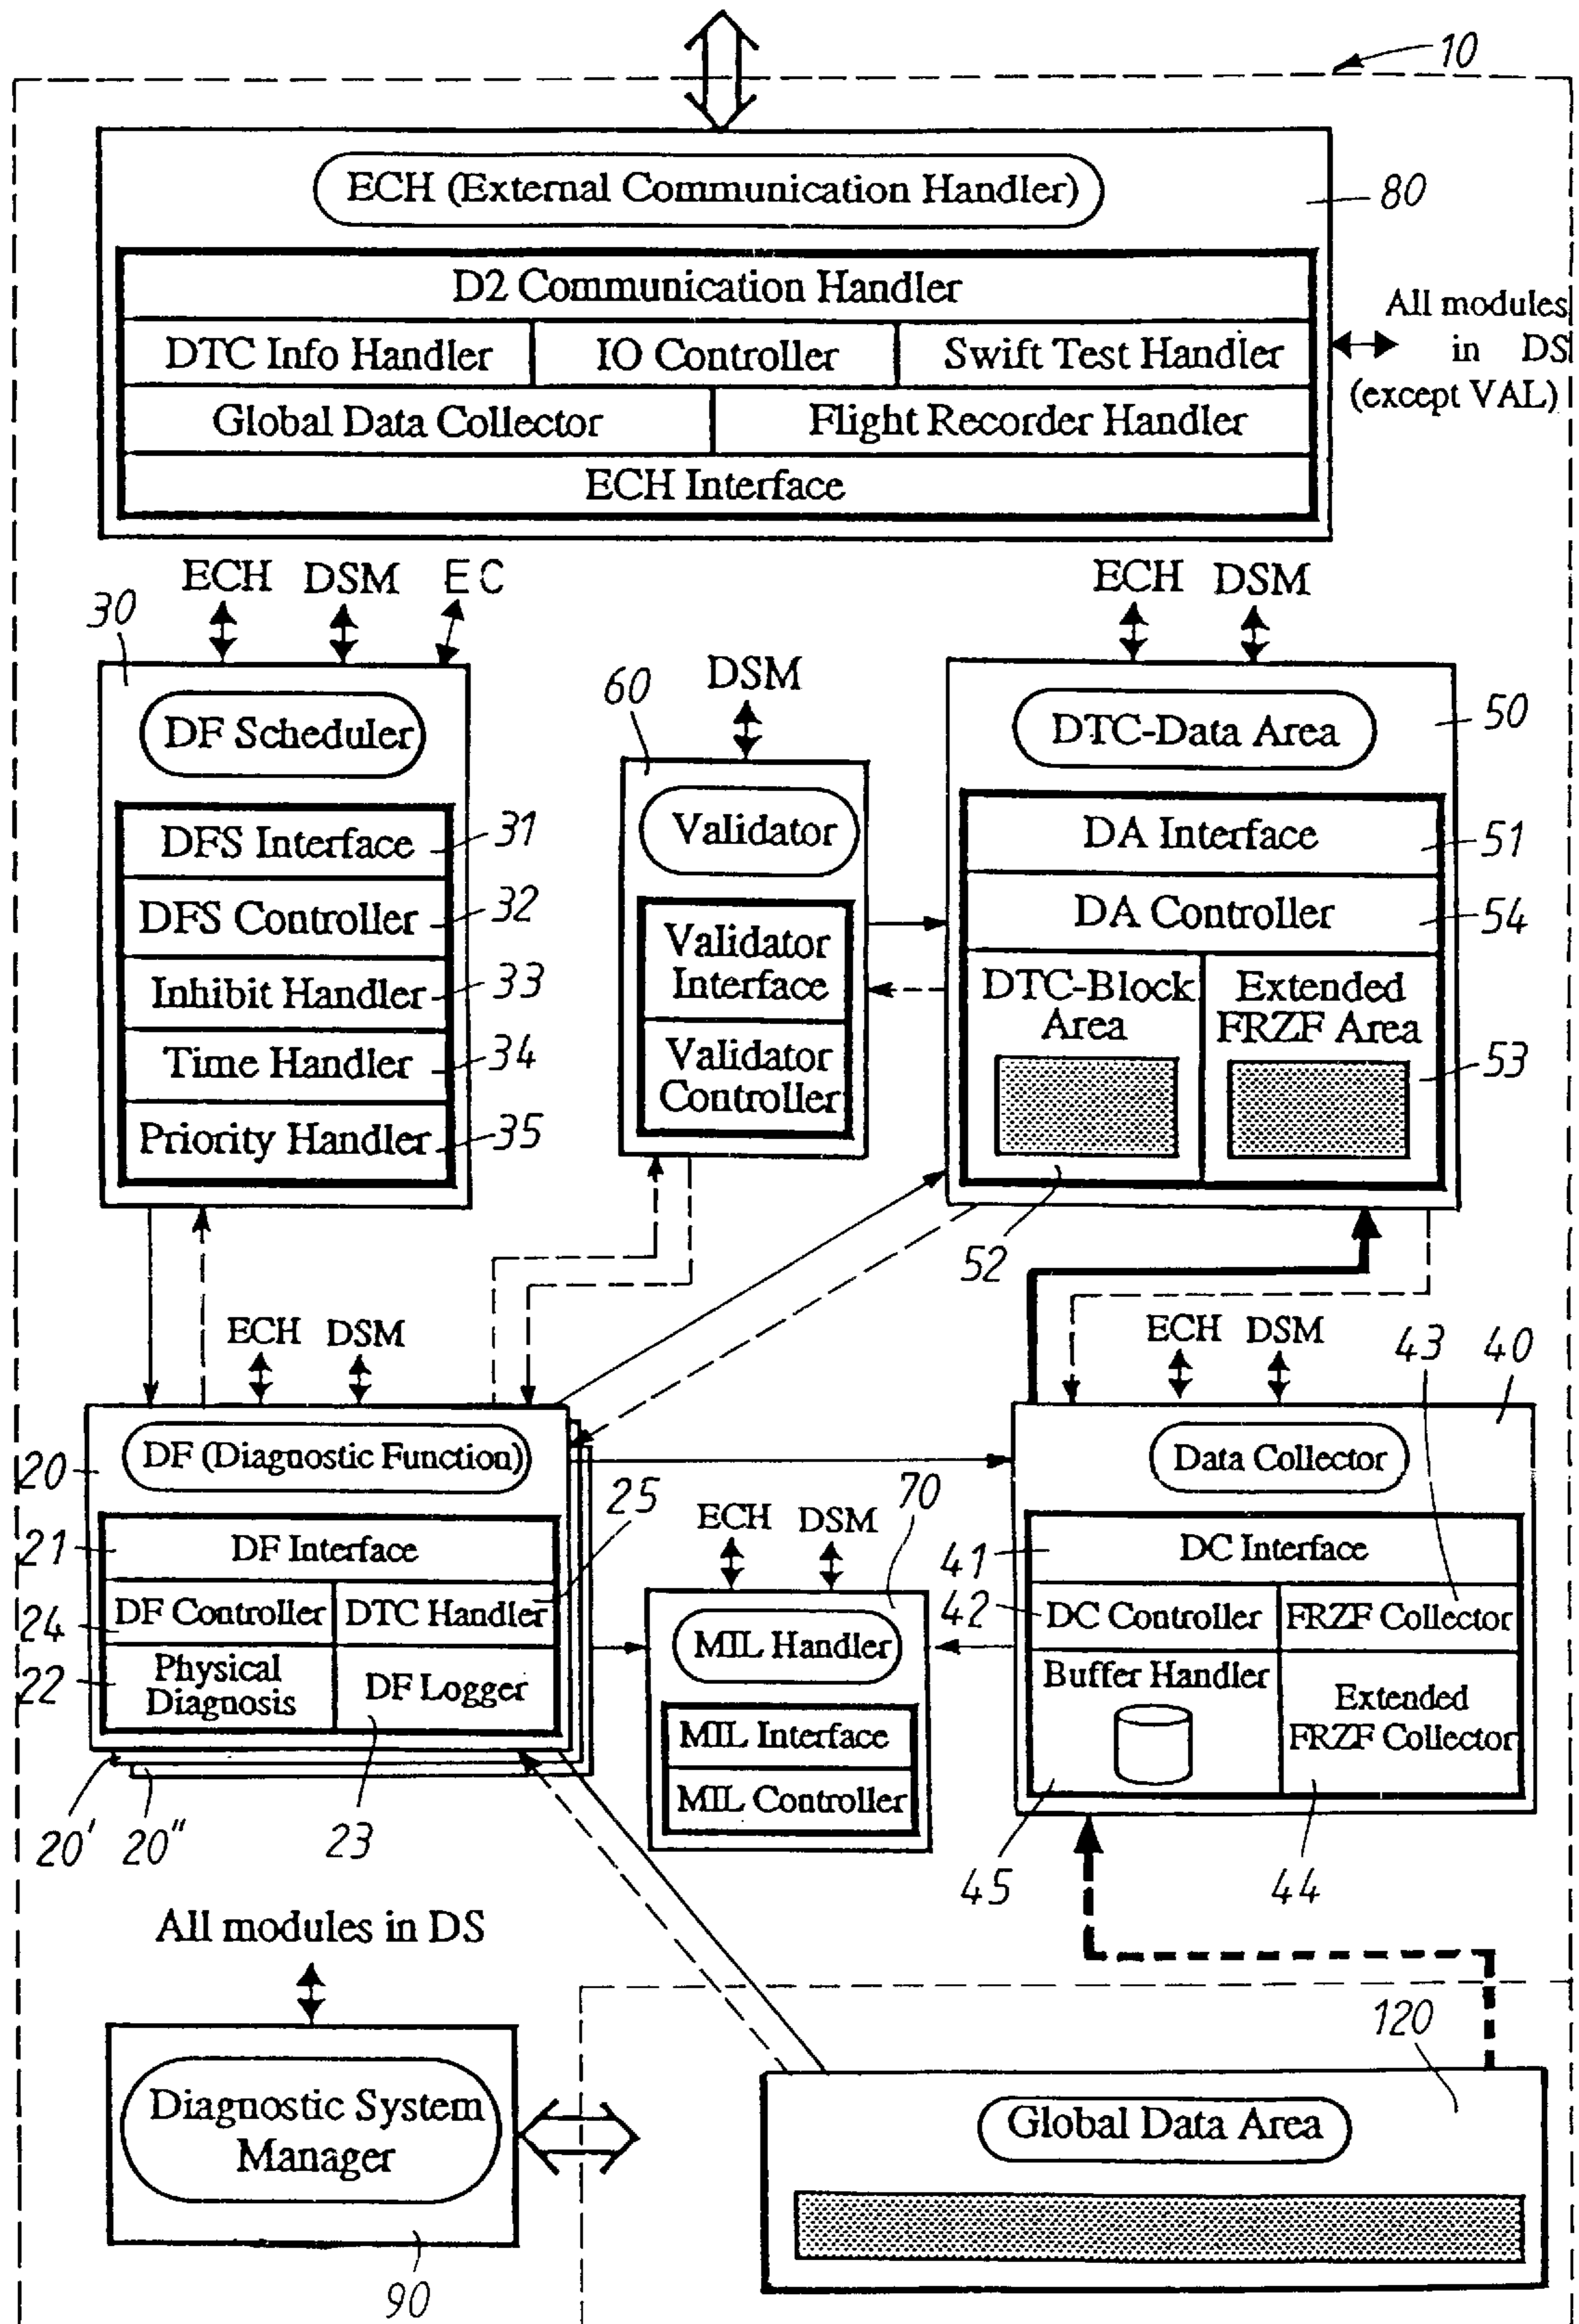 10
ECH (External Communication Handler)
80
D2 Communication Handler
DTC Info Handler
IO Controller
Swift Test Handler
All modules
in DS
(except VAL)
Global Data Collector
Flight Recorder Handler
ECH Interface
ECH DSM EC
ECH DSM
30
60
DSM
DF Scheduler
DFS Interface
31
DFS Controller
32
Inhibit Handler
33
Time Handler
34
Priority Handler
35
Validator
Validator
Interface
Validator
Controller
DTC-Data Area
50
DA Interface
51
DA Controller
54
DTC-Block
Area
Extended
FRZF Area
53
52
ECH DSM
ECH DSM
43
40
DF (Diagnostic Function)
20
25
21
DF Interface
24
DF Controller
DTC Handler
22
Physical
Diagnosis
DF Logger
20'
20"
23
ECH DSM
70
MIL Handler
MIL Interface
MIL Controller
Data Collector
41
DC Interface
42
DC Controller
FRZF Collector
Buffer Handler
Extended
FRZF Collector
45
44
All modules in DS
Diagnostic System
Manager
90
120
Global Data Area